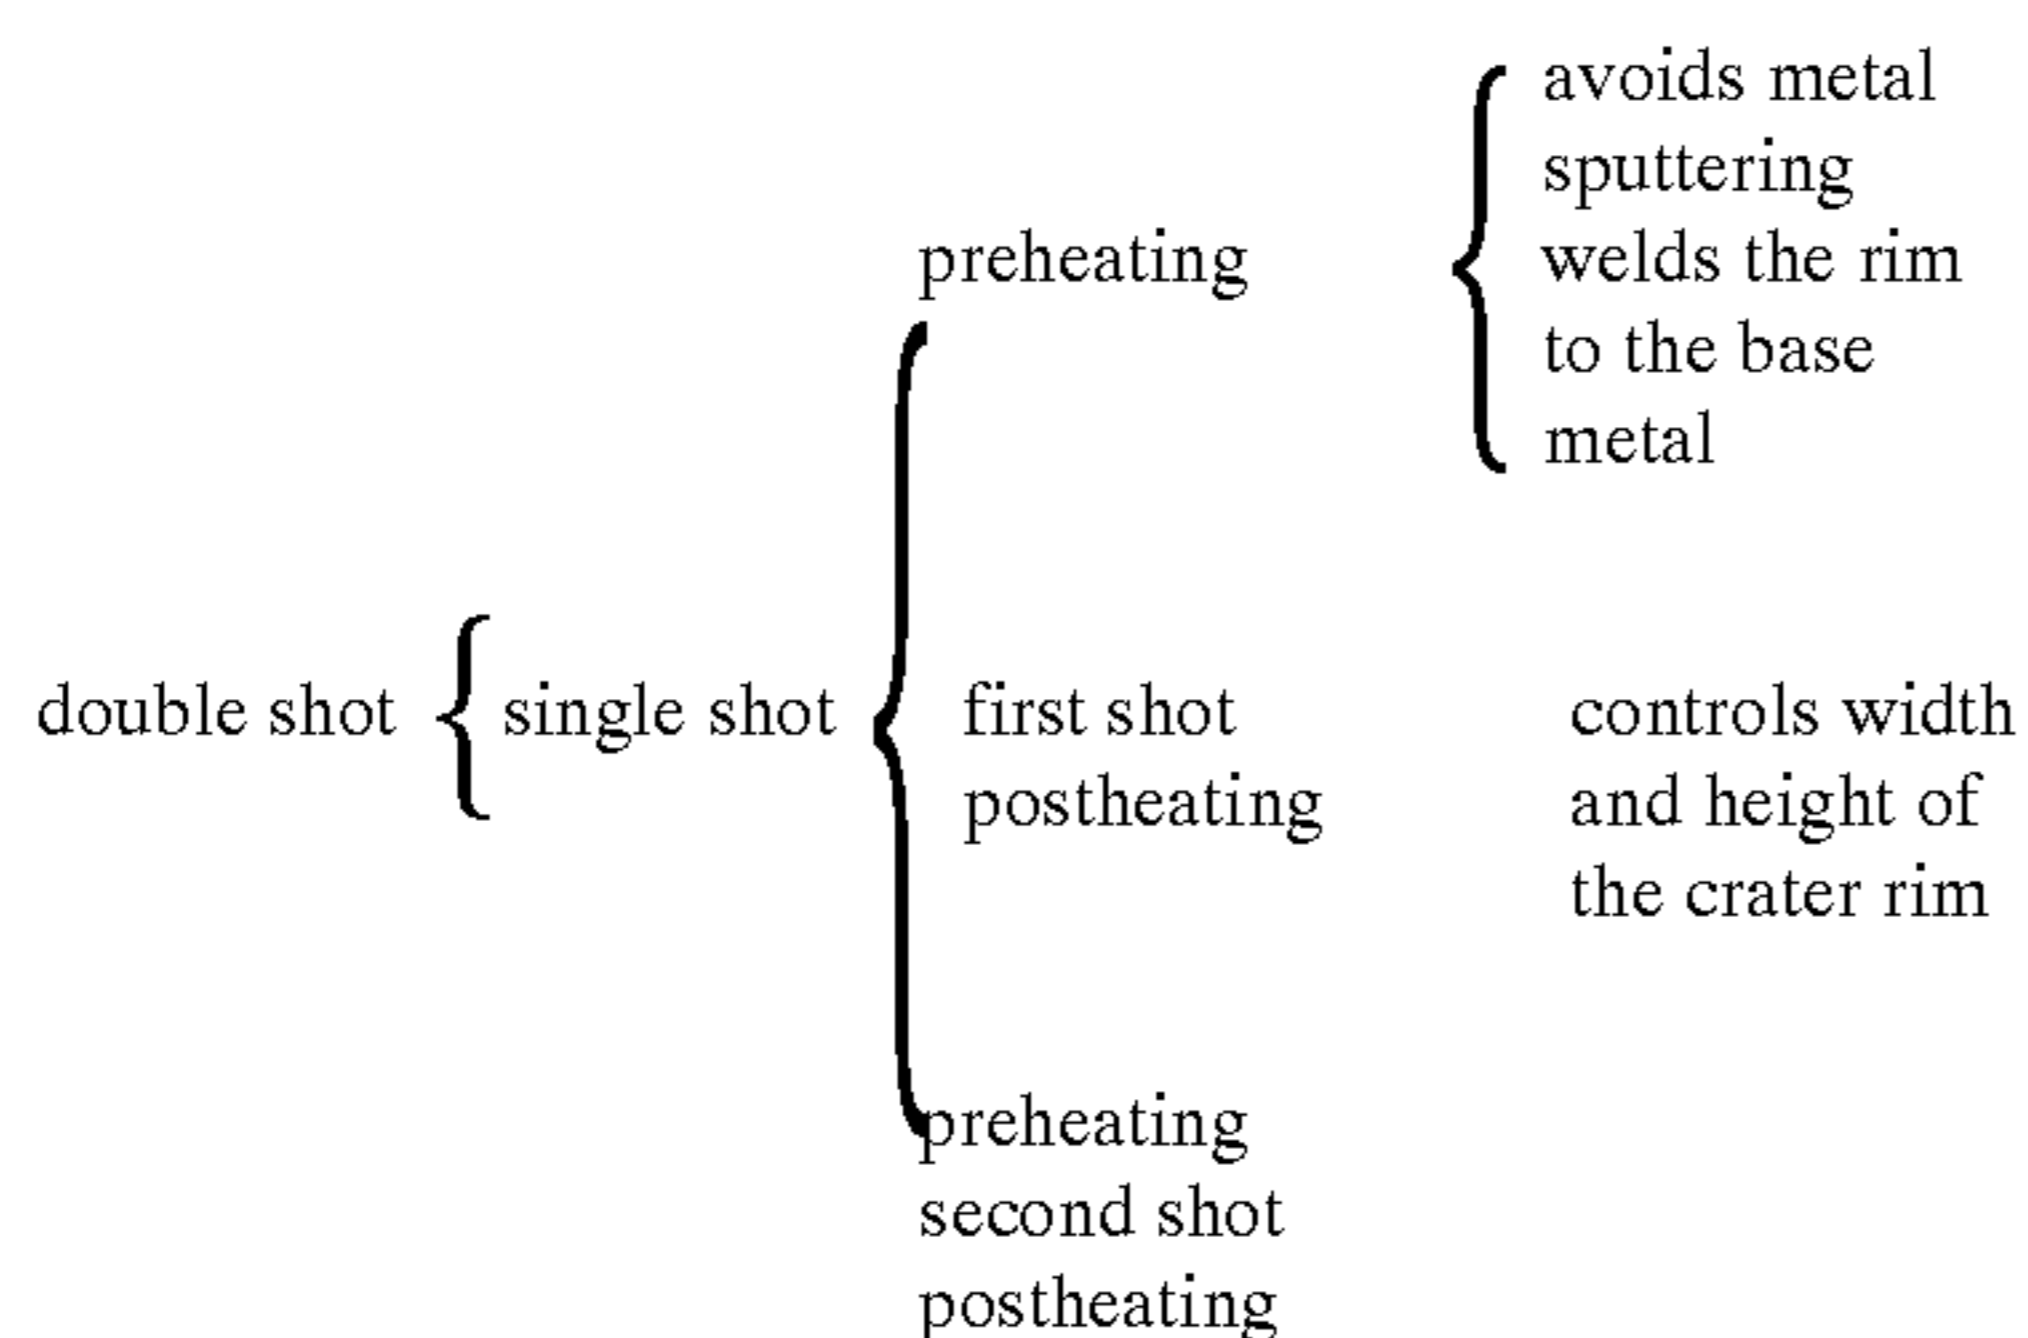 avoids metal
sputtering
preheating
welds the rim
to the base
metal
double shot
single shot
first shot
controls width
postheating
and height of
the crater rim
preheating
second shot
postheating